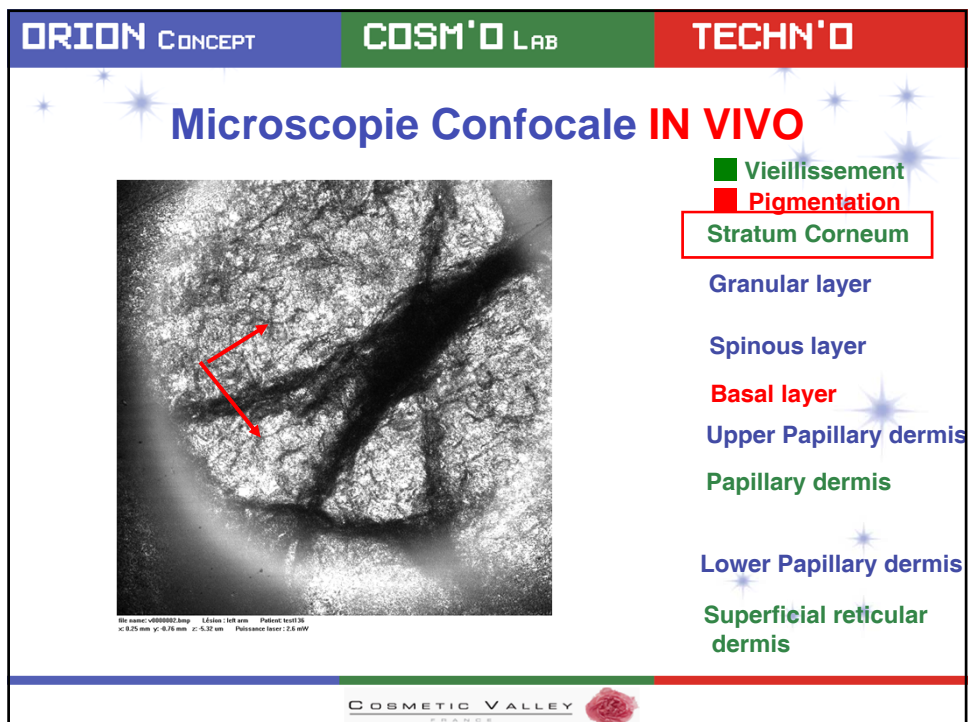 ORION CONCEPT
COSM'O LAB
TECHN'O
Microscopie Confocale IN VIVO
Vieillissement
Pigmentation
Stratum Corneum
Granular layer
Spinous layer
Basal layer
Upper Papillary dermis
Papillary dermis
Lower Papillary dermis
Superficial reticular
dermis
file name: v0000002.bmp Lésion : left arm Patient: test136
x: 0.25 mm y: -0.76 mm z: -5.32 um Puissance laser : 2.6 mW
COSMETIC VALLEY
FRANCE